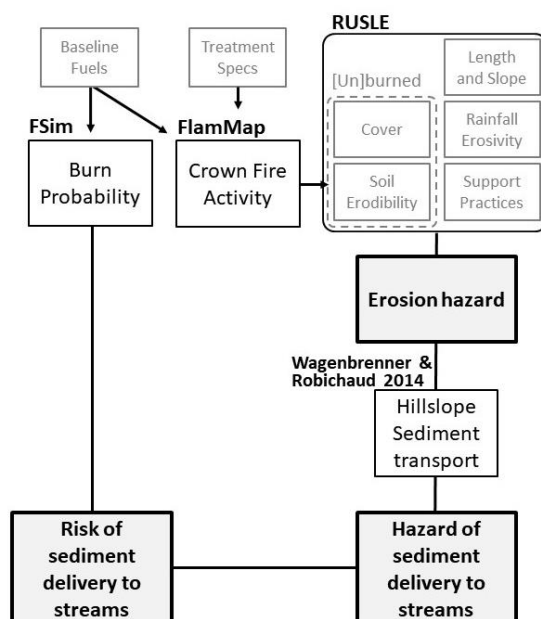 RUSLE
Baseline
Fuels
Treatment
Specs
Length
and Slope
[Un]burned
FSim
FlamMap
Cover
Rainfall
Erosivity
Burn
Probability
Crown Fire
Activity
Soil
Erodibility
Support
Practices
Erosion hazard
Wagenbrenner &
Robichaud 2014
Hillslope
Sediment
transport
Risk of
sediment
delivery to
streams
Hazard of
sediment
delivery to
streams